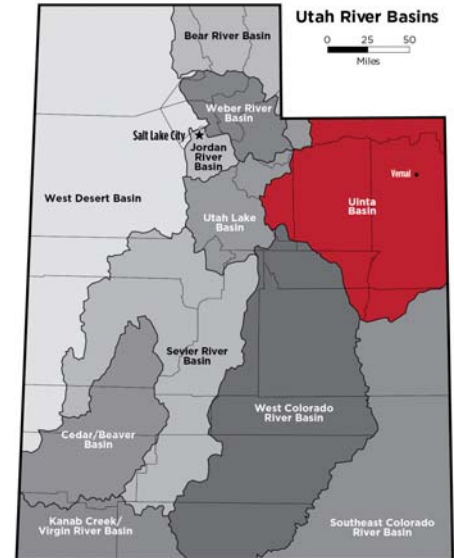 Utah River Basins
0 25 50
Miles
Bear River Basin
Weber River
Basin
Salt Lake City
Jordan
River
Basin
West Desert Basin
Utah Lake
Basin
Uinta
Basin
Vernal
Sevier River
Basin
West Colorado
River Basin
Cedar/Beaver
Basin
Kanab Creek/
Virgin River Basin
Southeast Colorado
River Basin